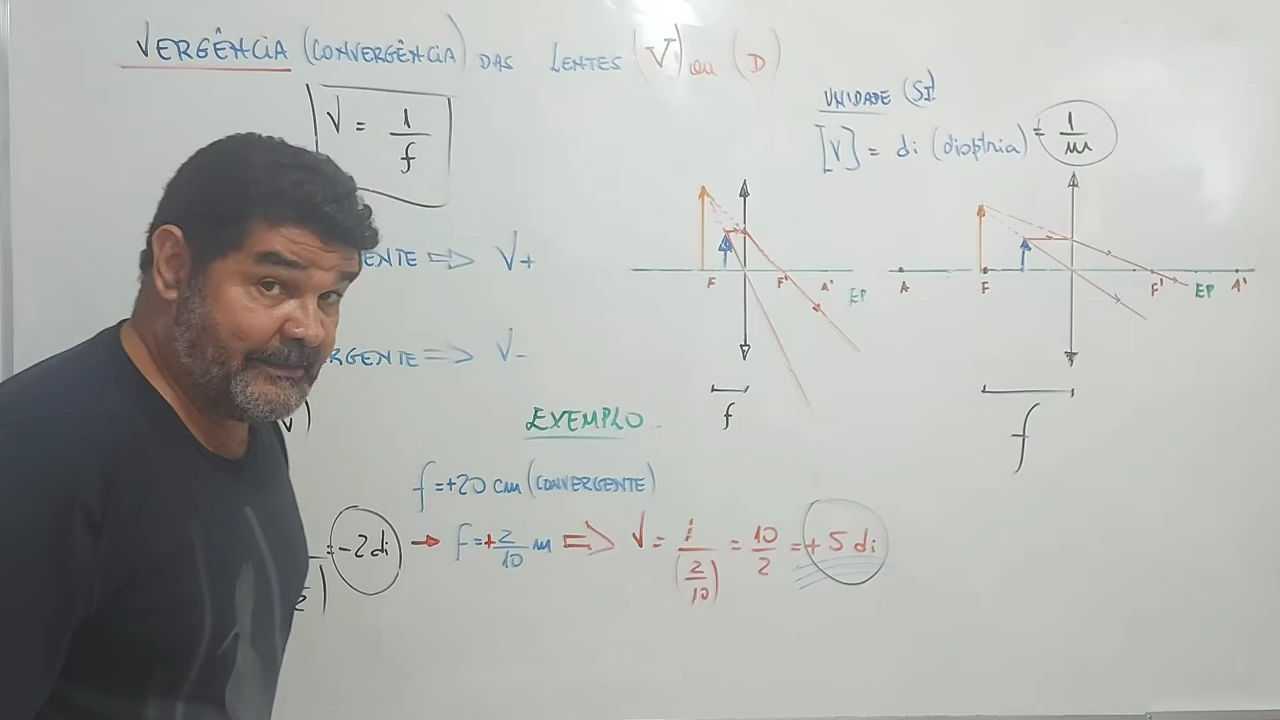 VERGÊNCIA (CONVERGÊNCIA) DAS LENTES (V) ou (D)
V = 1/f
UNIDADE (SI)
[V] = di (dioptria) = 1/m
ENTE ⇒ V+
RGENTE ⇒ V-
F F' A' EP
A F F' EP A'
f
f
EXEMPLO
f=+20 cm (CONVERGENTE)
=-2di → f=+2/10 m ⇒ V = 1/(2/10) = 10/2 = +5 di